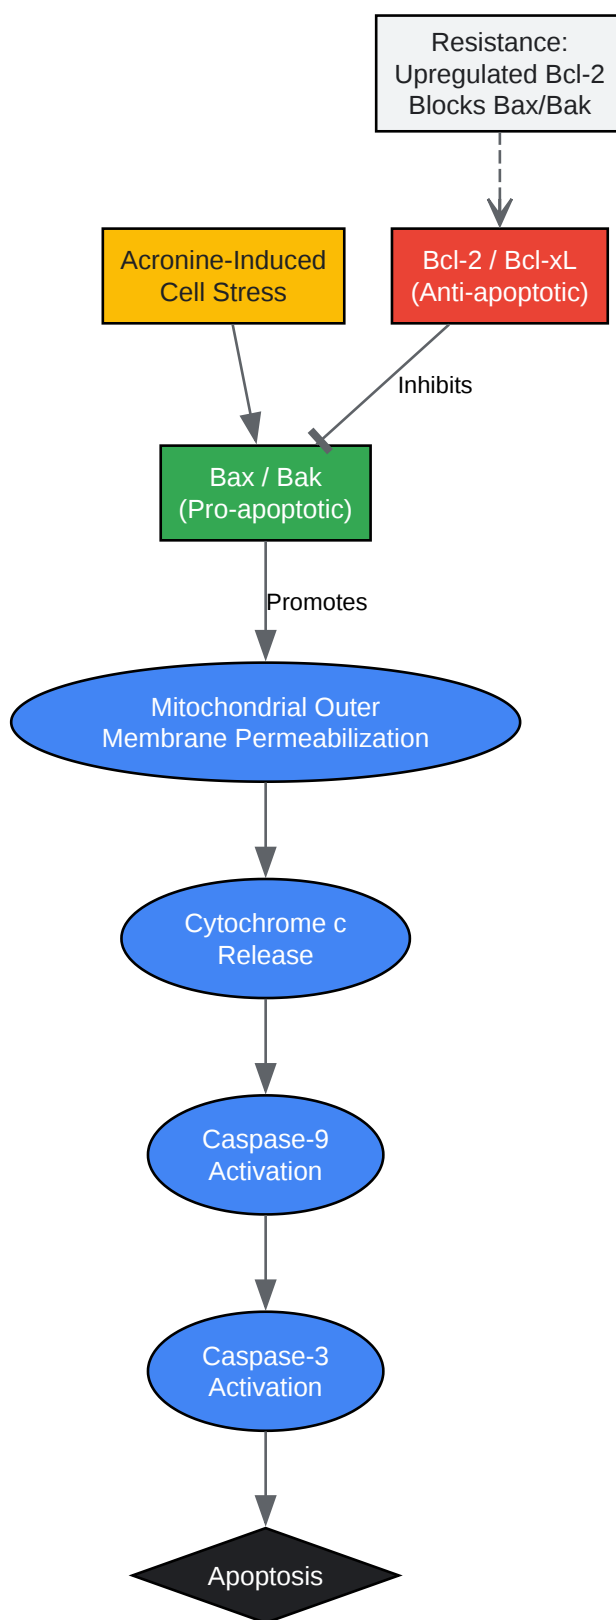 Resistance:
Upregulated Bcl-2
Blocks Bax/Bak
Acronine-Induced
Cell Stress
Bcl-2 / Bcl-xL
(Anti-apoptotic)
Inhibits
Bax / Bak
(Pro-apoptotic)
Promotes
Mitochondrial Outer
Membrane Permeabilization
Cytochrome c
Release
Caspase-9
Activation
Caspase-3
Activation
Apoptosis